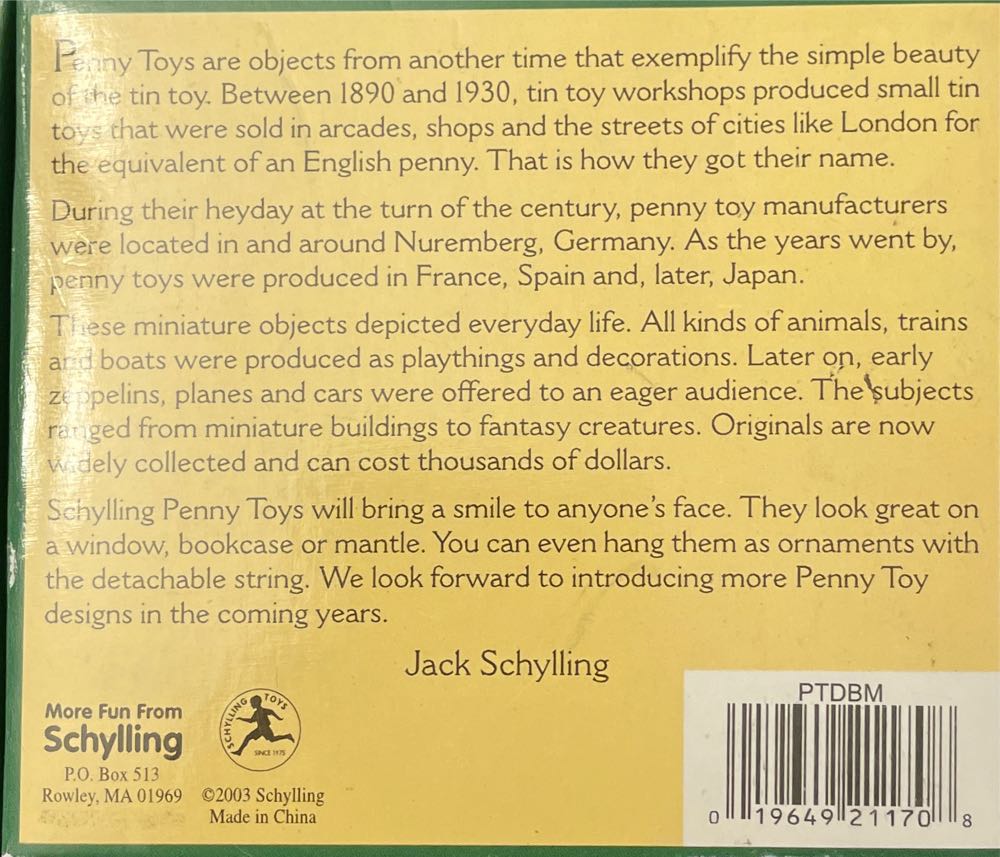 Penny Toys are objects from another time that exemplify the simple beauty
of the tin toy. Between 1890 and 1930, tin toy workshops produced small tin
toys that were sold in arcades, shops and the streets of cities like London for
the equivalent of an English penny. That is how they got their name.
During their heyday at the turn of the century, penny toy manufacturers
were located in and around Nuremberg, Germany. As the years went by,
penny toys were produced in France, Spain and, later, Japan.
These miniature objects depicted everyday life. All kinds of animals, trains
and boats were produced as playthings and decorations. Later on, early
zeppelins, planes and cars were offered to an eager audience. The subjects
ranged from miniature buildings to fantasy creatures. Originals are now
widely collected and can cost thousands of dollars.
Schylling Penny Toys will bring a smile to anyone's face. They look great on
a window, bookcase or mantle. You can even hang them as ornaments with
the detachable string. We look forward to introducing more Penny Toy
designs in the coming years.
Jack Schylling
More Fun From
Schylling
P.O. Box 513
Rowley, MA 01969
SCHYLLING TOYS
SINCE 1975
©2003 Schylling
Made in China
PTDBM
0 19649 21170 8